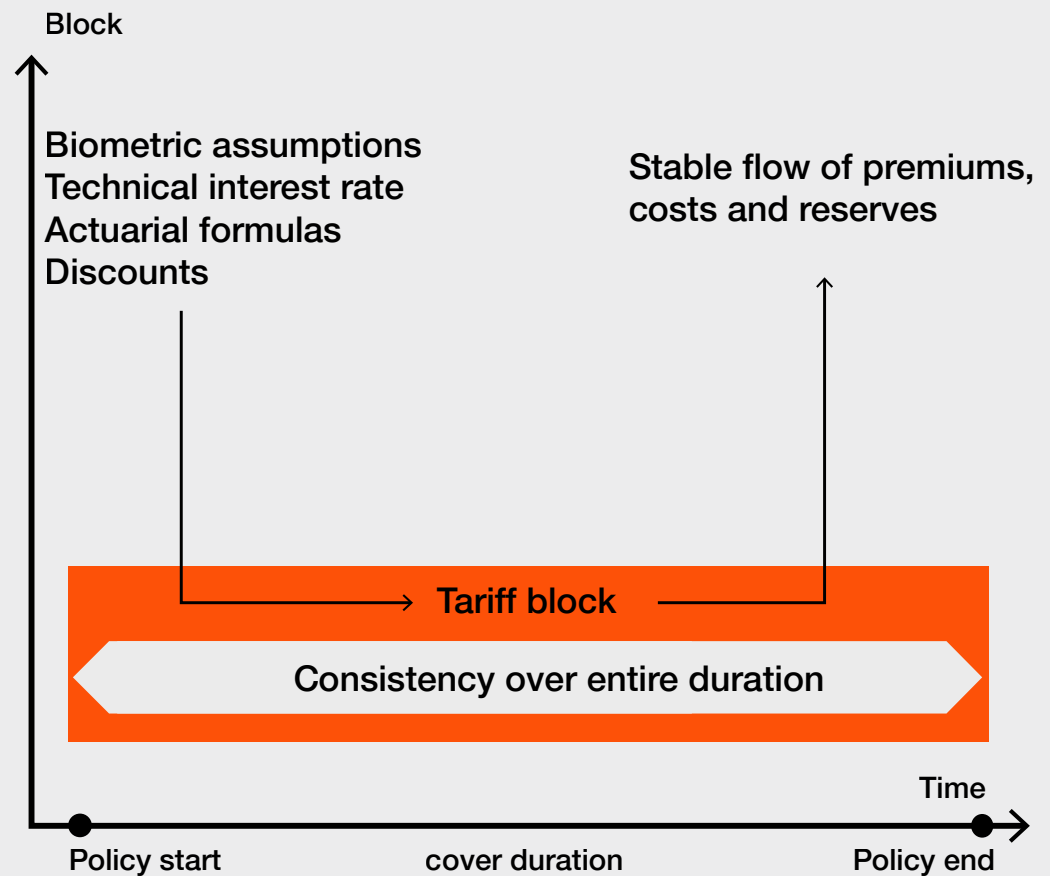 Block
Biometric assumptions
Technical interest rate
Actuarial formulas
Discounts
Stable flow of premiums,
costs and reserves
Tariff block
Consistency over entire duration
Time
Policy start
cover duration
Policy end